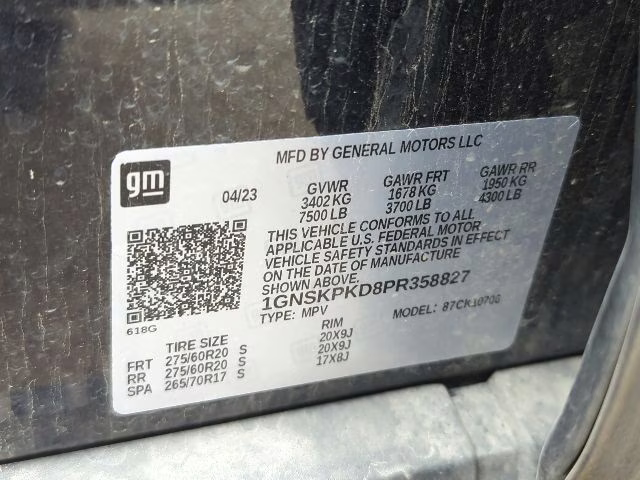 MFD BY GENERAL MOTORS LLC
gm
04/23
GVWR GAWR FRT GAWR RR
3402 KG 1678 KG 1950 KG
7500 LB 3700 LB 4300 LB
THIS VEHICLE CONFORMS TO ALL
APPLICABLE U.S. FEDERAL MOTOR
VEHICLE SAFETY STANDARDS IN EFFECT
ON THE DATE OF MANUFACTURE
SHOWN ABOVE.
1GNSKPKD8PR358827
TYPE: MPV MODEL:
618G
TIRE SIZE RIM
FRT 275/60R20 S 20X9J
RR 275/60R20 S 20X9J
SPA 265/70R17 S 17X8J